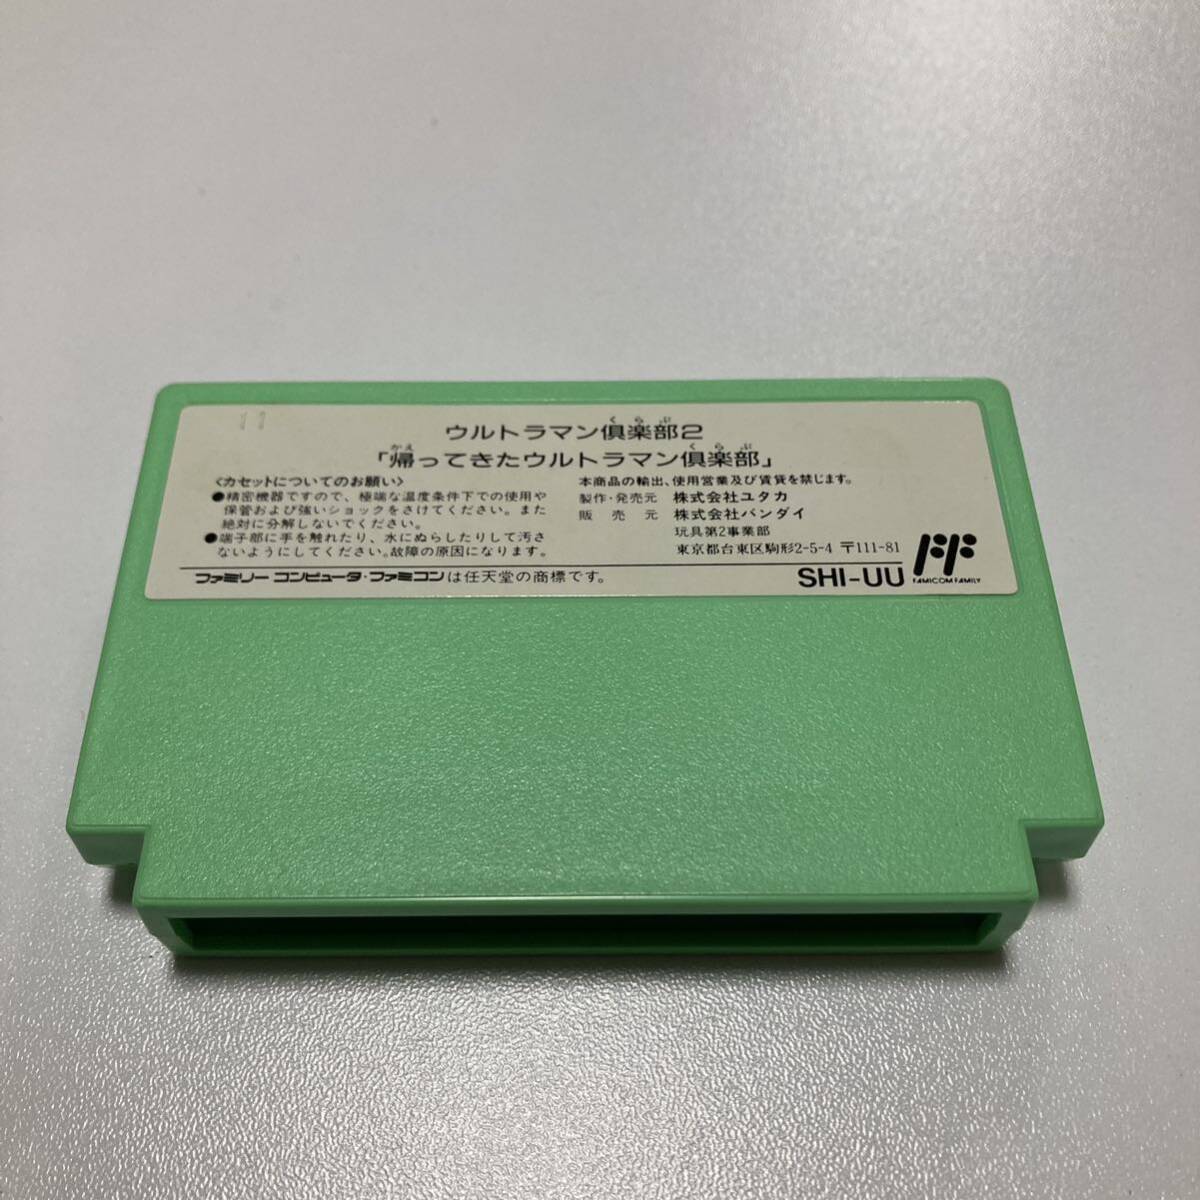 11
ウルトラマン倶楽部2
「帰ってきたウルトラマン倶楽部」
〈カセットについてのお願い〉
●精密機器ですので、極端な温度条件下での使用や
保管および強いショックをさけてください。また
絶対に分解しないでください。
●端子部に手を触れたり、水にぬらしたりして汚さ
ないようにしてください。故障の原因になります。
本商品の輸出、使用営業及び賃貸を禁じます。
製作・発売元 株式会社ユタカ
販売元 株式会社バンダイ
玩具第2事業部
東京都台東区駒形2-5-4 〒111-81
ファミリー コンピュータ・ファミコンは任天堂の商標です。
SHI-UU
FAMICOM FAMILY